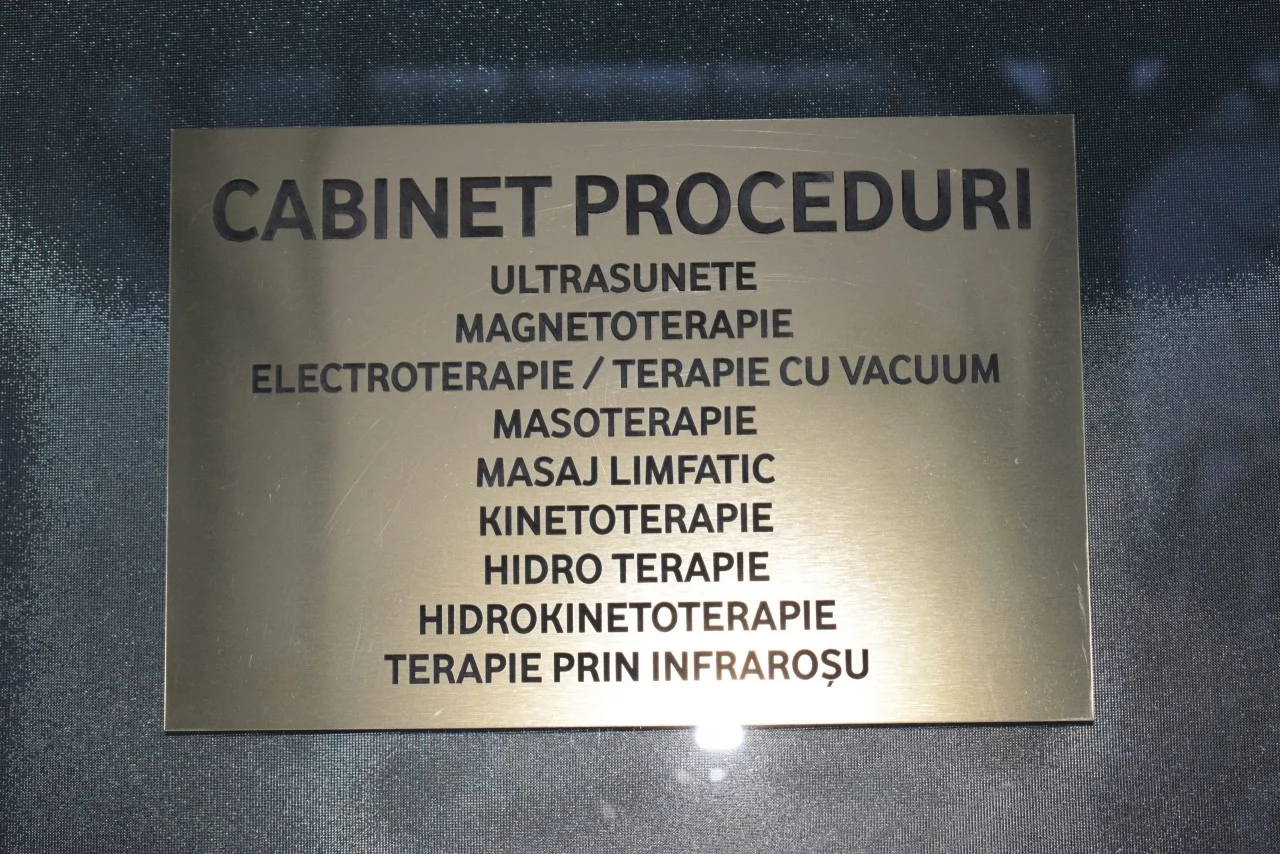 CABINET PROCEDURI
ULTRASUNETE
MAGNETOTERAPIE
ELECTROTERAPIE / TERAPIE CU VACUUM
MASOTERAPIE
MASAJ LIMFATIC
KINETOTERAPIE
HIDRO TERAPIE
HIDROKINETOTERAPIE
TERAPIE PRIN INFRAROȘU